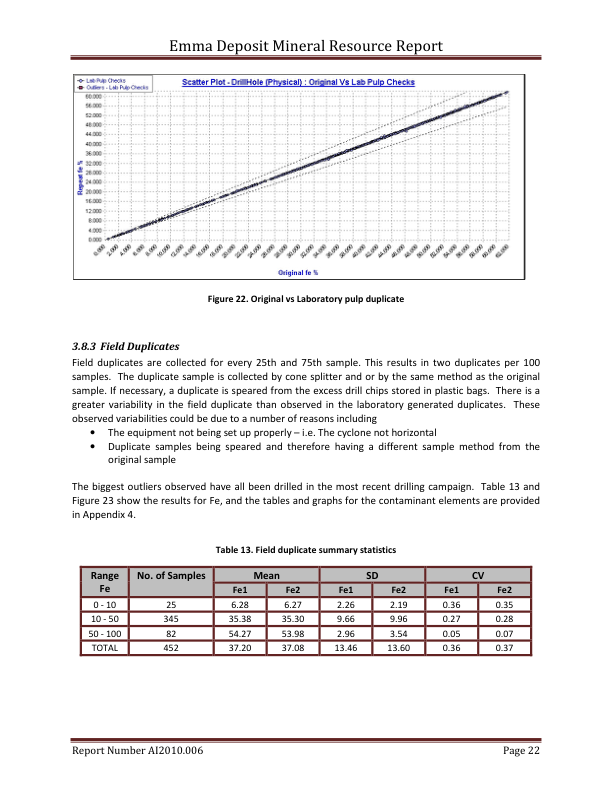 Emma Deposit Mineral Resource Report
Lab Pulp Checks
Outliers - Lab Pulp Checks
Scatter Plot - DrillHole (Physical) : Original Vs Lab Pulp Checks
60.000
56.000
52.000
48.000
44.000
40.000
36.000
32.000
28.000
24.000
20.000
16.000
12.000
8.000
4.000
0.000
Repeat fe %
0.000 2.000 4.000 6.000 8.000 10.000 12.000 14.000 16.000 18.000 20.000 22.000 24.000 26.000 28.000 30.000 32.000 34.000 36.000 38.000 40.000 42.000 44.000 46.000 48.000 50.000 52.000 54.000 56.000 58.000 60.000 62.000
Original fe %
Figure 22. Original vs Laboratory pulp duplicate
3.8.3 Field Duplicates
Field duplicates are collected for every 25th and 75th sample. This results in two duplicates per 100
samples. The duplicate sample is collected by cone splitter and or by the same method as the original
sample. If necessary, a duplicate is speared from the excess drill chips stored in plastic bags. There is a
greater variability in the field duplicate than observed in the laboratory generated duplicates. These
observed variabilities could be due to a number of reasons including
• The equipment not being set up properly – i.e. The cyclone not horizontal
• Duplicate samples being speared and therefore having a different sample method from the
original sample
The biggest outliers observed have all been drilled in the most recent drilling campaign. Table 13 and
Figure 23 show the results for Fe, and the tables and graphs for the contaminant elements are provided
in Appendix 4.
Table 13. Field duplicate summary statistics
Range Fe No. of Samples Mean SD CV
Fe1 Fe2 Fe1 Fe2 Fe1 Fe2
0 - 10 25 6.28 6.27 2.26 2.19 0.36 0.35
10 - 50 345 35.38 35.30 9.66 9.96 0.27 0.28
50 - 100 82 54.27 53.98 2.96 3.54 0.05 0.07
TOTAL 452 37.20 37.08 13.46 13.60 0.36 0.37
Report Number AI2010.006 Page 22